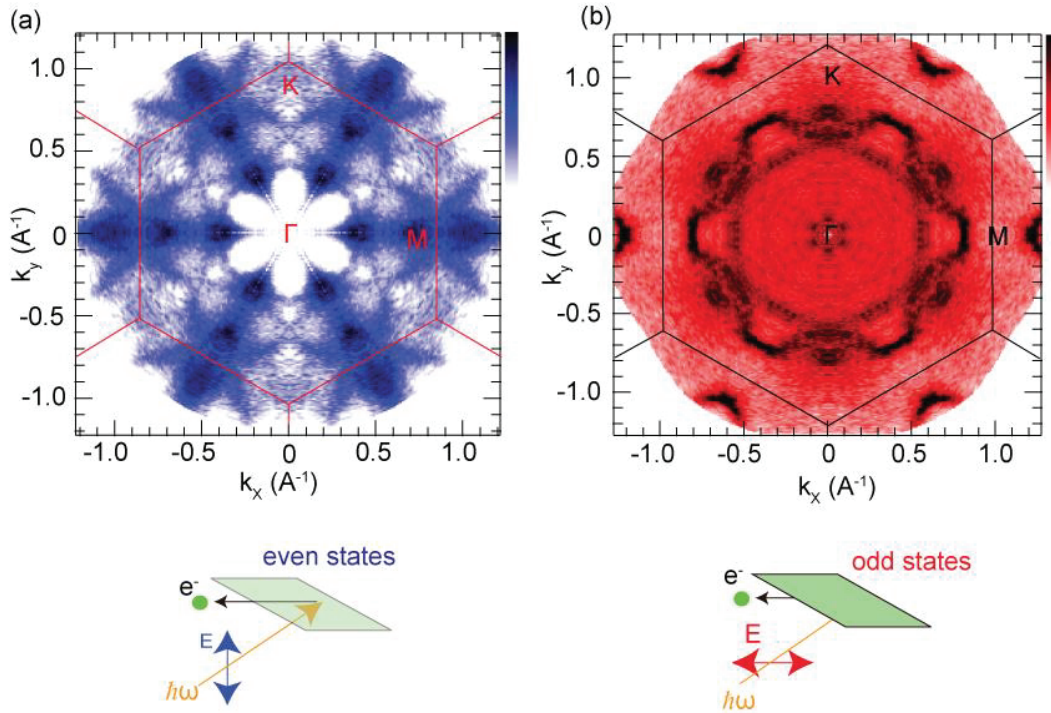 (a)
(b)
1.0
0.5
0
-0.5
-1.0
k_y (A⁻¹)
K
Γ
M
-1.0
-0.5
0
0.5
1.0
k_X (A⁻¹)
1.0
0.5
0
-0.5
-1.0
k_y (A⁻¹)
K
Γ
M
-1.0
-0.5
0
0.5
1.0
k_X (A⁻¹)
even states
e⁻
E
ħω
odd states
e⁻
E
ħω